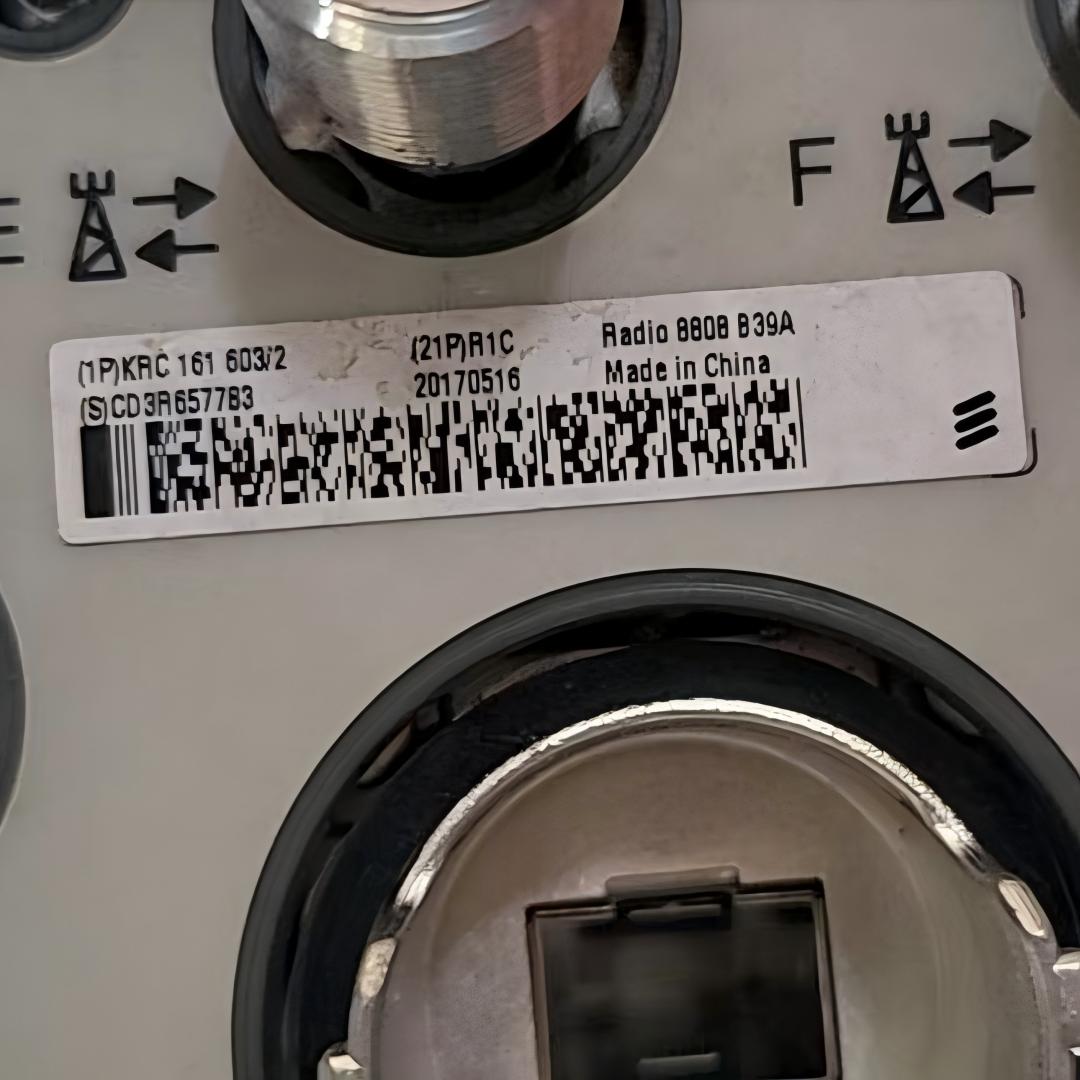 E
F
(1P)KRC 161 603/2 (21P)R1C Radio 8808 B39A
(S)CD3R657783 20170516 Made in China